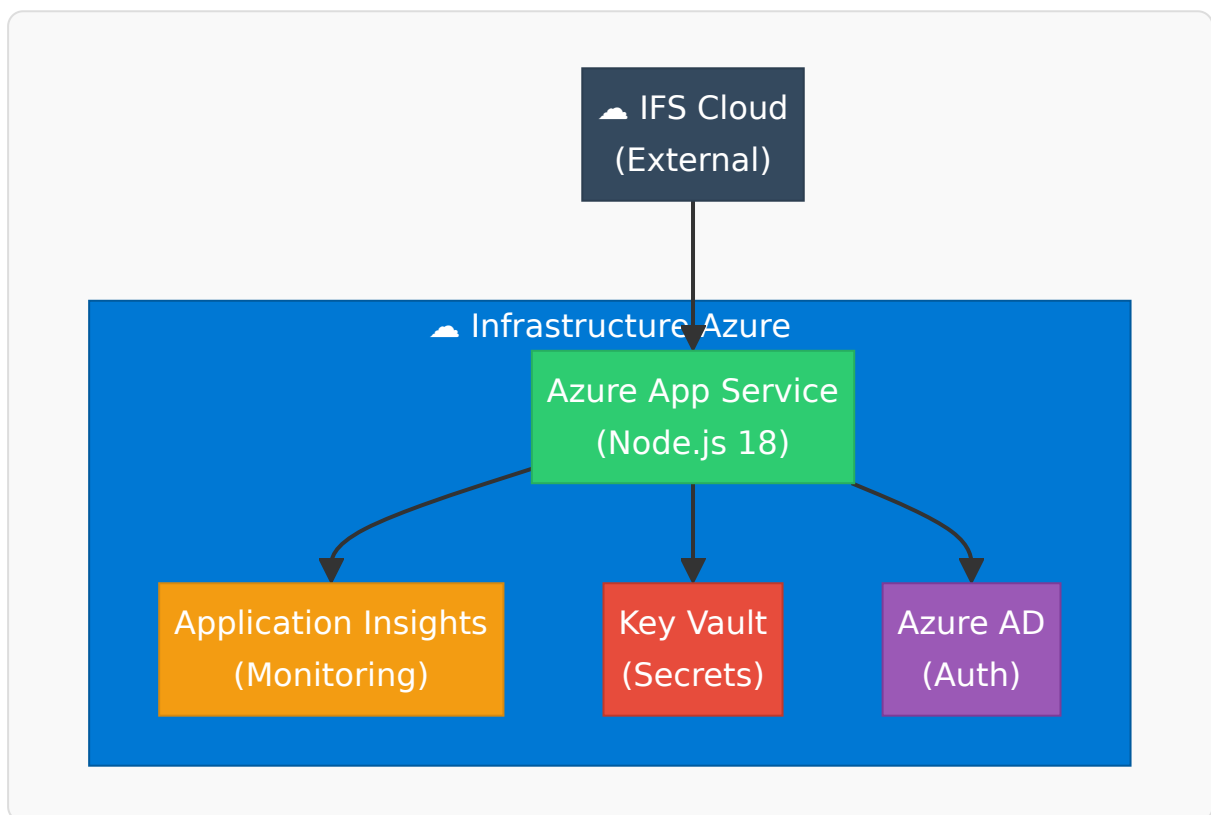 ☁ IFS Cloud
(External)
☁ Infrastructure Azure
Azure App Service
(Node.js 18)
Application Insights
(Monitoring)
Key Vault
(Secrets)
Azure AD
(Auth)